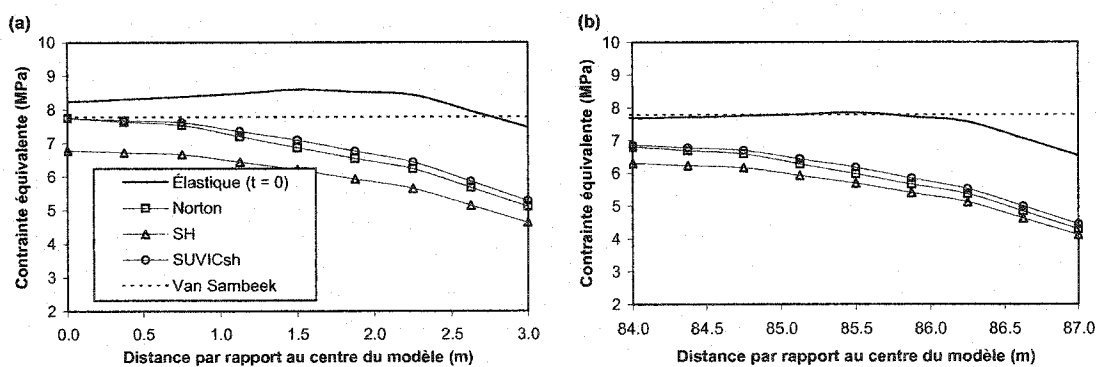 (a)
Contrainte équivalente (MPa)
10
9
8
7
6
5
4
3
2
Élastique (t = 0)
Norton
SH
SUVICsh
Van Sambeek
0.0 0.5 1.0 1.5 2.0 2.5 3.0
Distance par rapport au centre du modèle (m)
(b)
Contrainte équivalente (MPa)
10
9
8
7
6
5
4
3
2
84.0 84.5 85.0 85.5 86.0 86.5 87.0
Distance par rapport au centre du modèle (m)